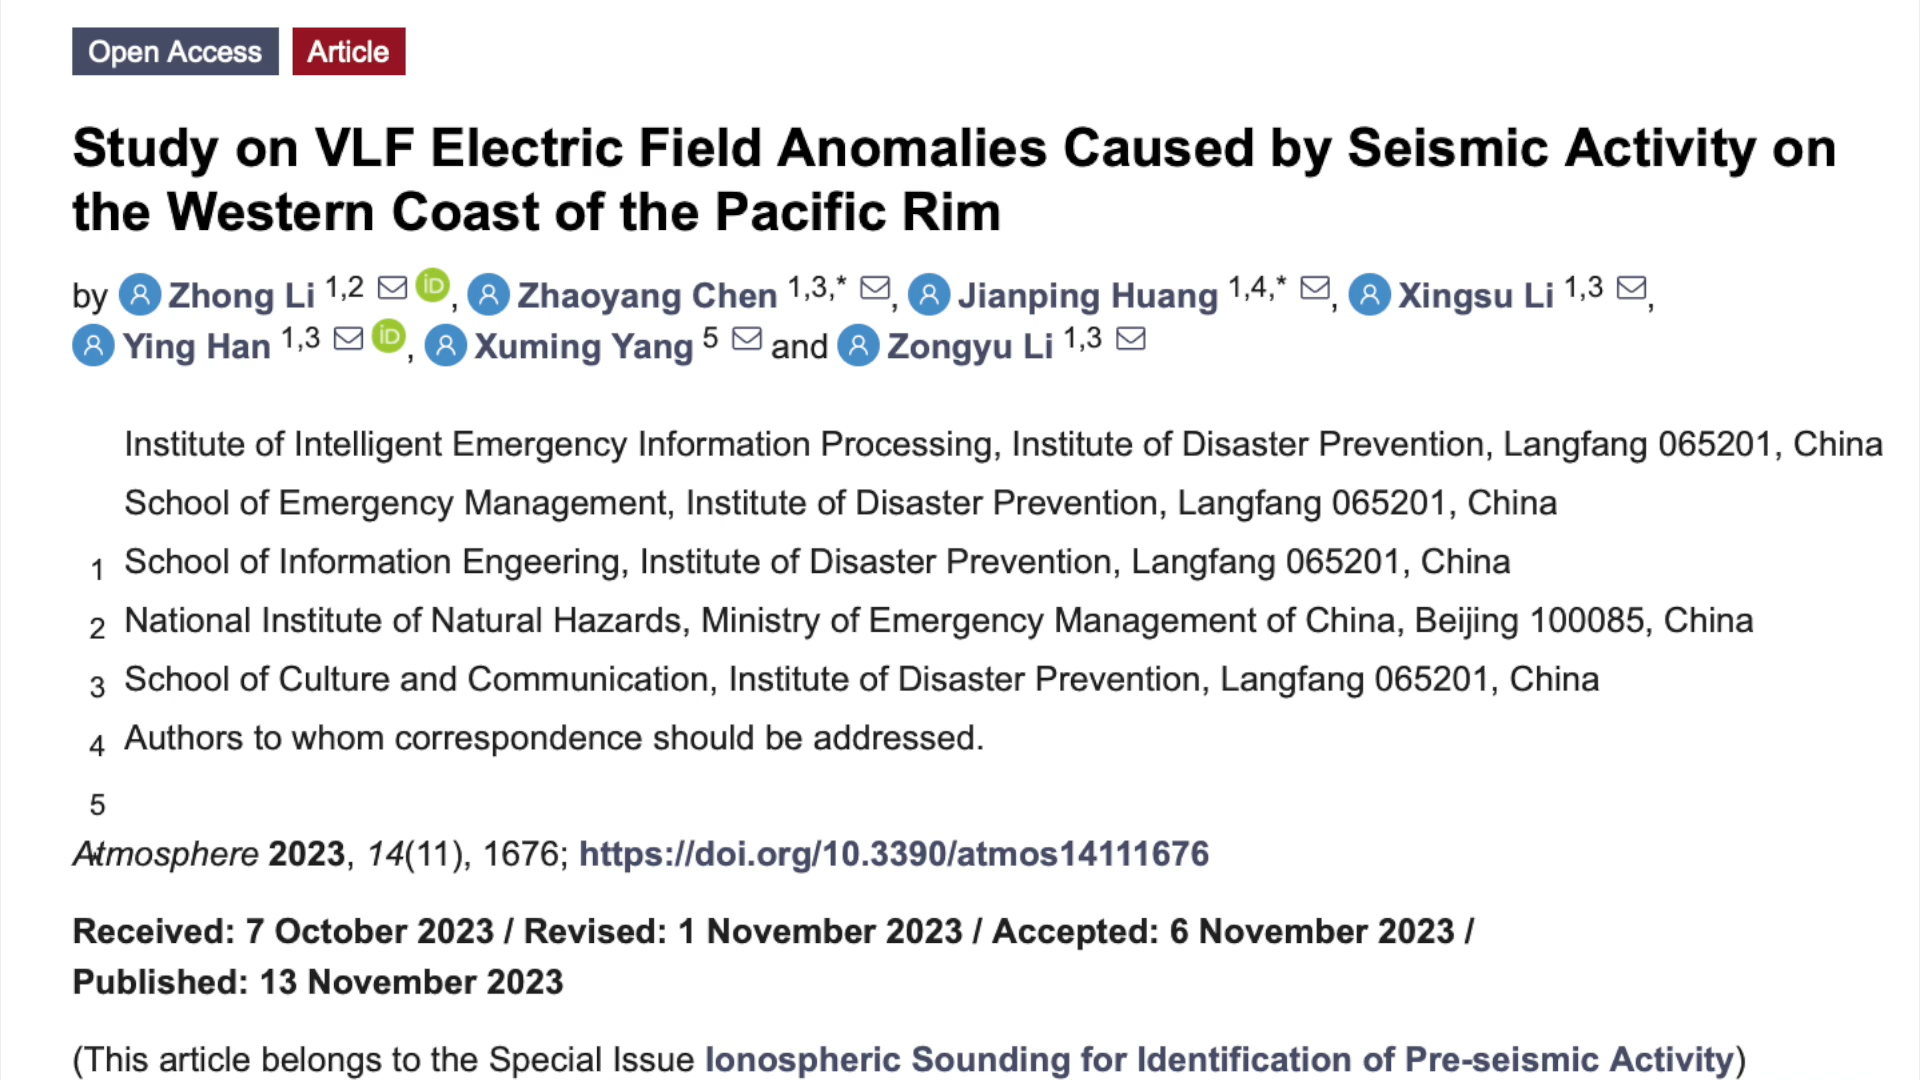 Open Access Article
Study on VLF Electric Field Anomalies Caused by Seismic Activity on
the Western Coast of the Pacific Rim
by Zhong Li 1,2 iD, Zhaoyang Chen 1,3,*, Jianping Huang 1,4,*, Xingsu Li 1,3,
Ying Han 1,3 iD, Xuming Yang 5 and Zongyu Li 1,3
Institute of Intelligent Emergency Information Processing, Institute of Disaster Prevention, Langfang 065201, China
School of Emergency Management, Institute of Disaster Prevention, Langfang 065201, China
1 School of Information Engeering, Institute of Disaster Prevention, Langfang 065201, China
2 National Institute of Natural Hazards, Ministry of Emergency Management of China, Beijing 100085, China
3 School of Culture and Communication, Institute of Disaster Prevention, Langfang 065201, China
4 Authors to whom correspondence should be addressed.
5
Atmosphere 2023, 14(11), 1676; https://doi.org/10.3390/atmos14111676
Received: 7 October 2023 / Revised: 1 November 2023 / Accepted: 6 November 2023 /
Published: 13 November 2023
(This article belongs to the Special Issue Ionospheric Sounding for Identification of Pre-seismic Activity)